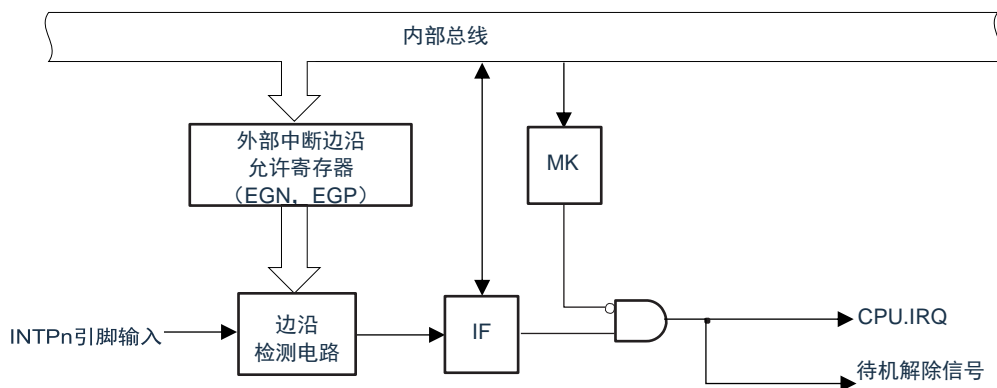 内部总线
外部中断边沿
允许寄存器
（EGN，EGP）
MK
INTPn引脚输入
边沿
检测电路
IF
CPU.IRQ
待机解除信号